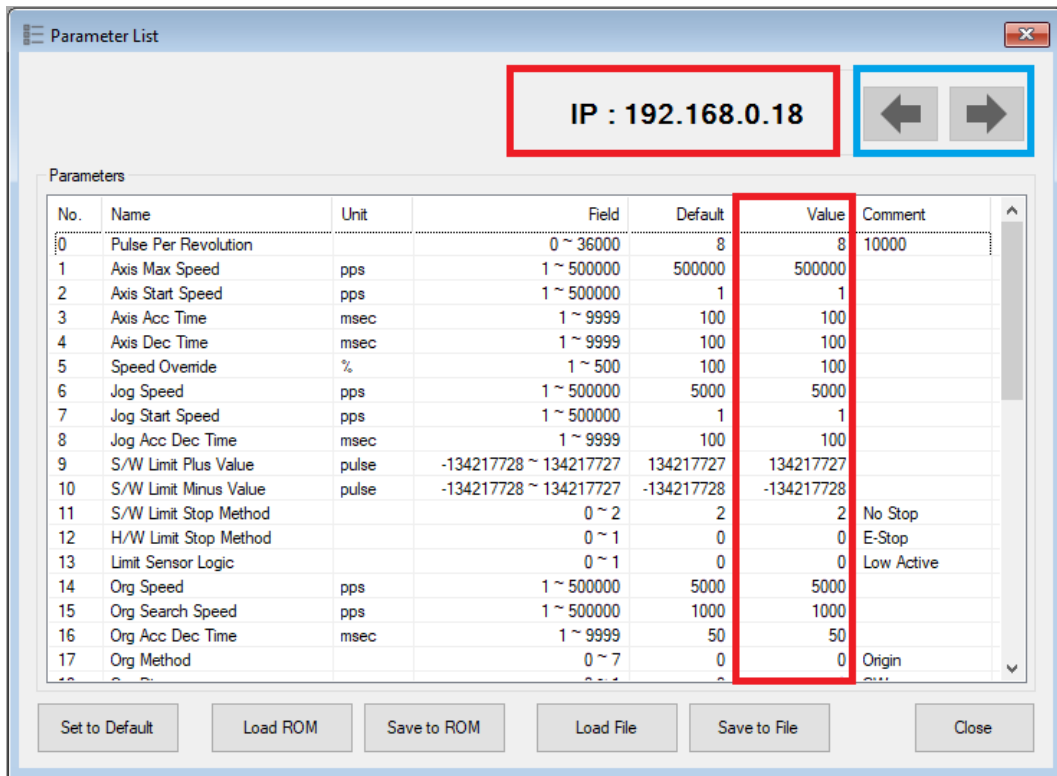 Parameter List
IP : 192.168.0.18
Parameters
No. Name Unit Field Default Value Comment
0 Pulse Per Revolution 0 ~ 36000 8 8 10000
1 Axis Max Speed pps 1 ~ 500000 500000 500000
2 Axis Start Speed pps 1 ~ 500000 1 1
3 Axis Acc Time msec 1 ~ 9999 100 100
4 Axis Dec Time msec 1 ~ 9999 100 100
5 Speed Override % 1 ~ 500 100 100
6 Jog Speed pps 1 ~ 500000 5000 5000
7 Jog Start Speed pps 1 ~ 500000 1 1
8 Jog Acc Dec Time msec 1 ~ 9999 100 100
9 S/W Limit Plus Value pulse -134217728 ~ 134217727 134217727 134217727
10 S/W Limit Minus Value pulse -134217728 ~ 134217727 -134217728 -134217728
11 S/W Limit Stop Method 0 ~ 2 2 2 No Stop
12 H/W Limit Stop Method 0 ~ 1 0 0 E-Stop
13 Limit Sensor Logic 0 ~ 1 0 0 Low Active
14 Org Speed pps 1 ~ 500000 5000 5000
15 Org Search Speed pps 1 ~ 500000 1000 1000
16 Org Acc Dec Time msec 1 ~ 9999 50 50
17 Org Method 0 ~ 7 0 0 Origin
Set to Default Load ROM Save to ROM Load File Save to File Close